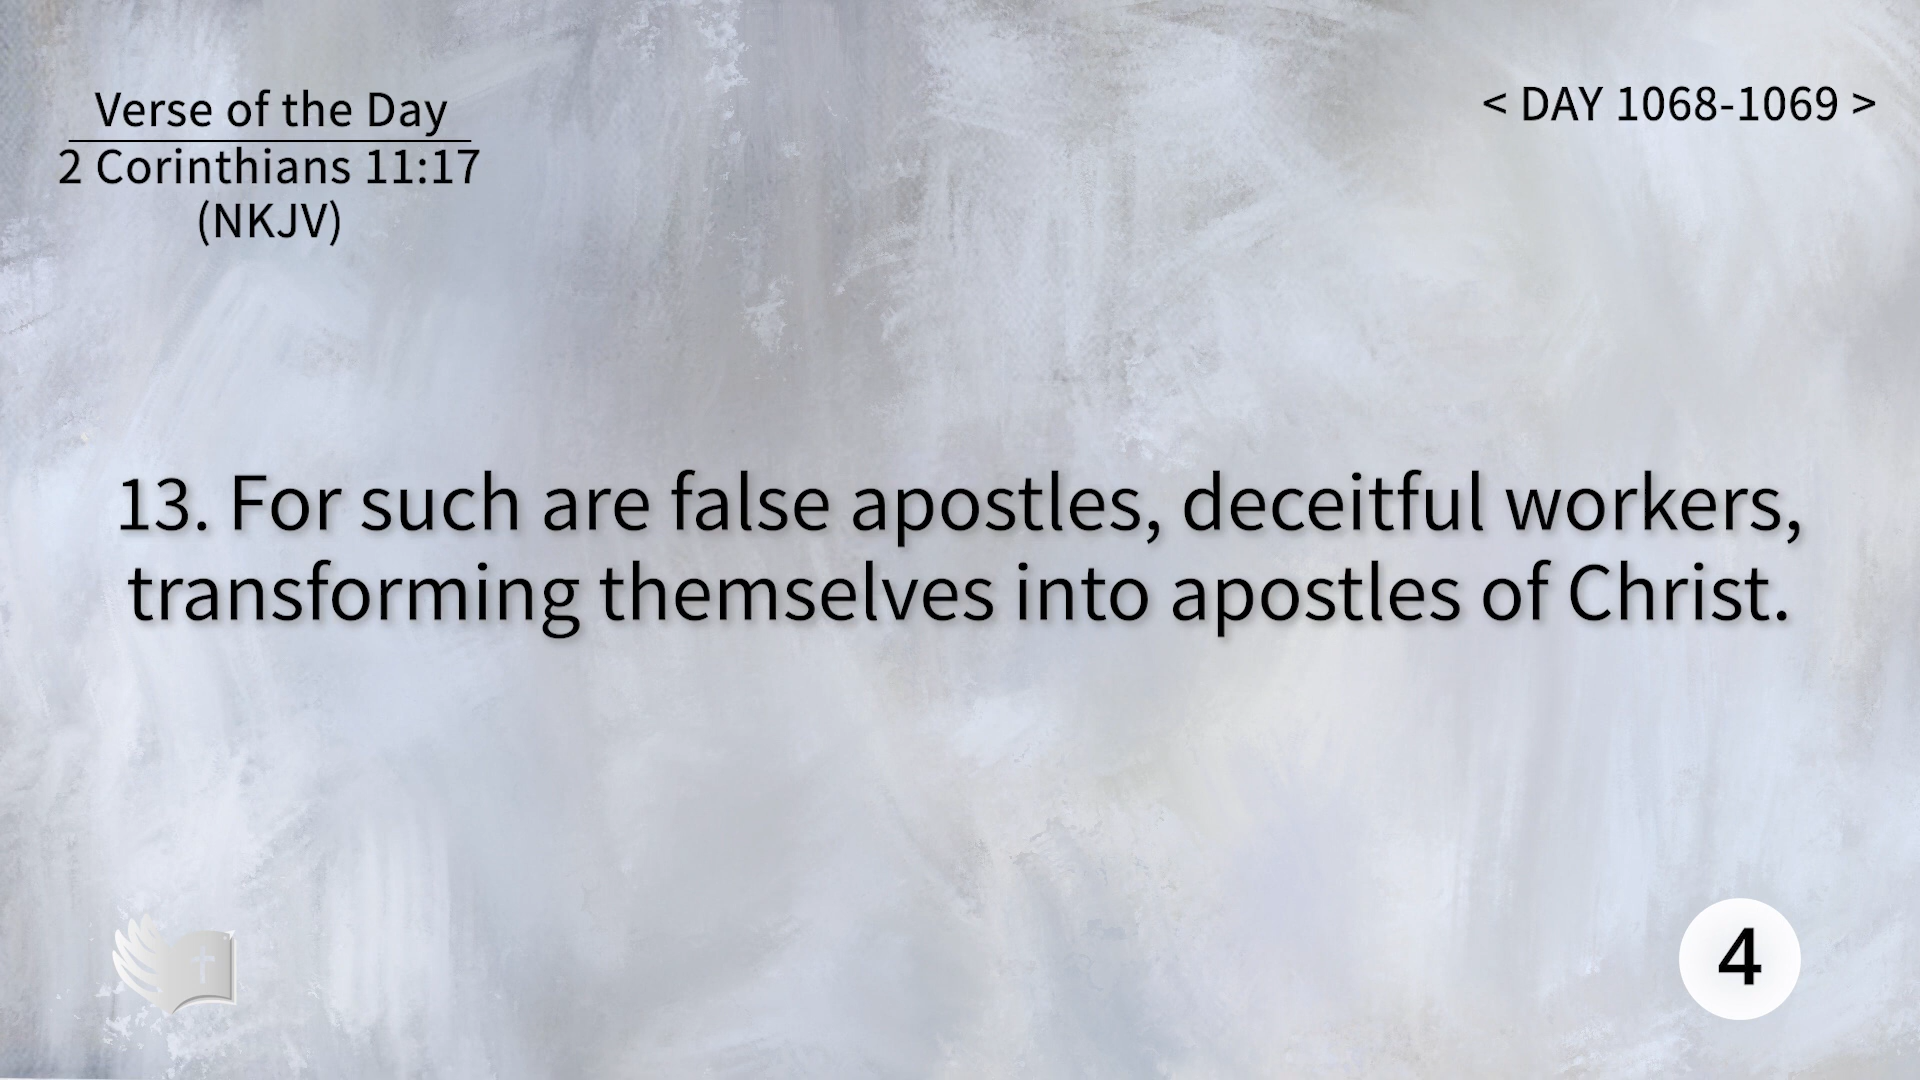 Verse of the Day
2 Corinthians 11:17
(NKJV)
< DAY 1068-1069 >
13. For such are false apostles, deceitful workers,
transforming themselves into apostles of Christ.
4